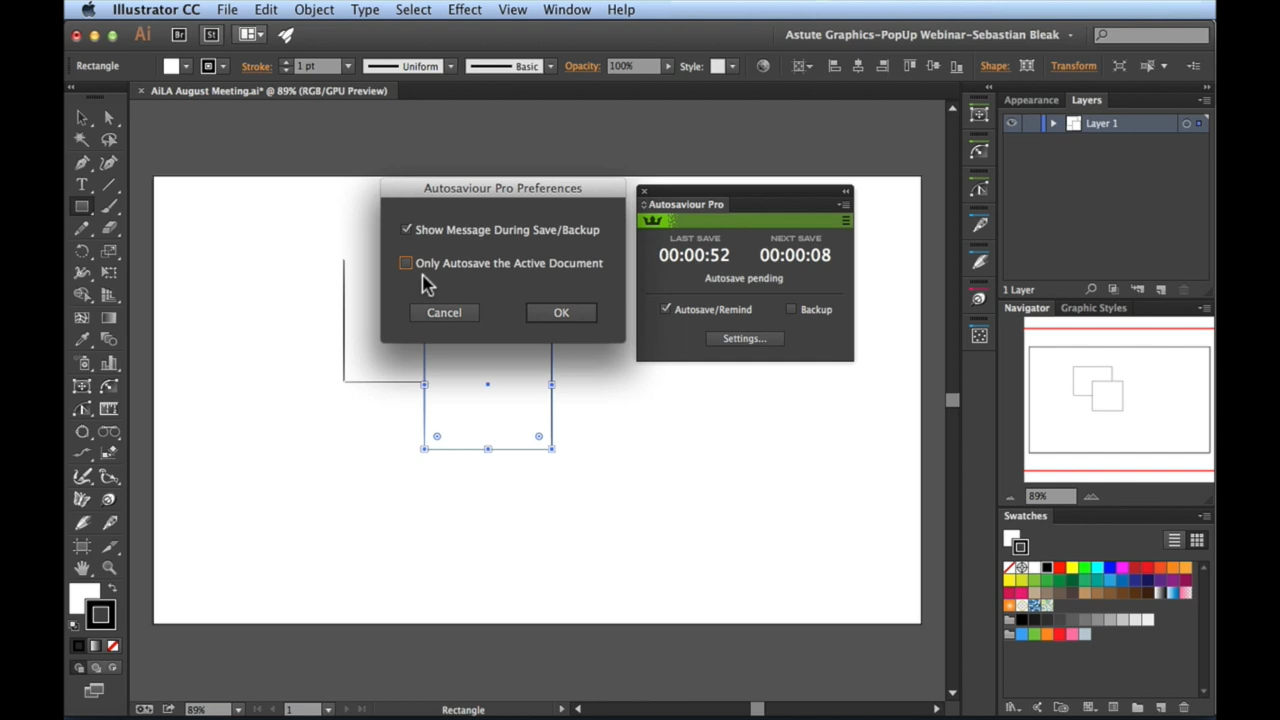 Illustrator CC File Edit Object Type Select Effect View Window Help
Ai Br St Astute Graphics-PopUp Webinar-Sebastian Bleak
Rectangle Stroke: 1 pt Uniform Basic Opacity: 100% Style: Shape: Transform
× AiLA August Meeting.ai* @ 89% (RGB/GPU Preview)
Appearance Layers
Layer 1
Autosaviour Pro Preferences
Show Message During Save/Backup
Only Autosave the Active Document
Cancel OK
Autosaviour Pro
LAST SAVE NEXT SAVE
00:00:52 00:00:08
Autosave pending
Autosave/Remind Backup
Settings...
1 Layer
Navigator Graphic Styles
89%
Swatches
89% 1 Rectangle